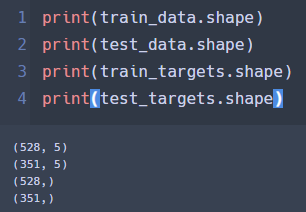 1 print(train_data.shape)
2 print(test_data.shape)
3 print(train_targets.shape)
4 print(test_targets.shape)
(528, 5)
(351, 5)
(528,)
(351,)